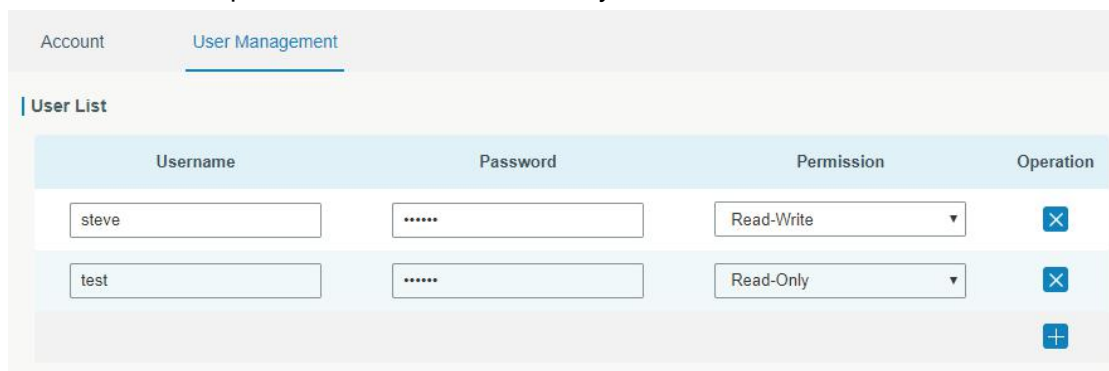 Account User Management
User List
Username Password Permission Operation
steve •••••• Read-Write
test •••••• Read-Only